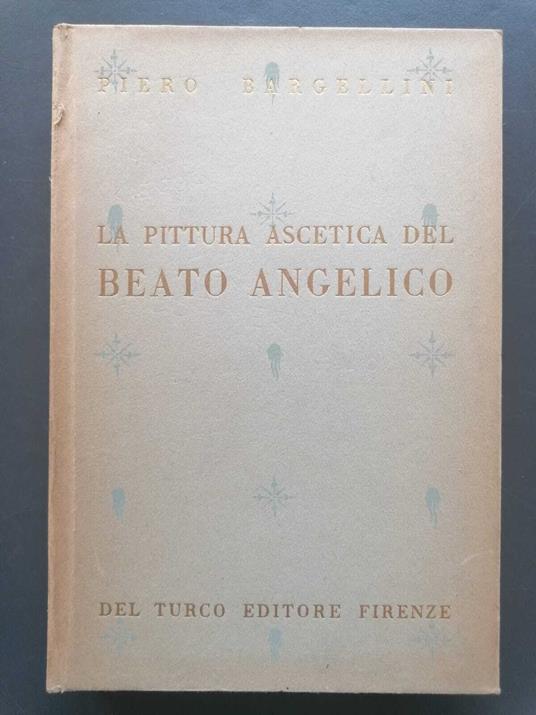 PIERO BARGELLINI
LA PITTURA ASCETICA DEL
BEATO ANGELICO
DEL TURCO EDITORE FIRENZE